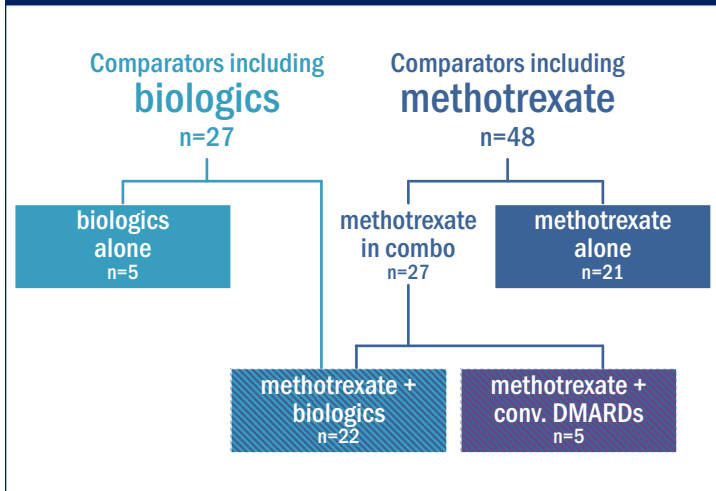 Comparators including
biologics
n=27
Comparators including
methotrexate
n=48
biologics
alone
n=5
methotrexate
in combo
n=27
methotrexate
alone
n=21
methotrexate +
biologics
n=22
methotrexate +
conv. DMARDs
n=5